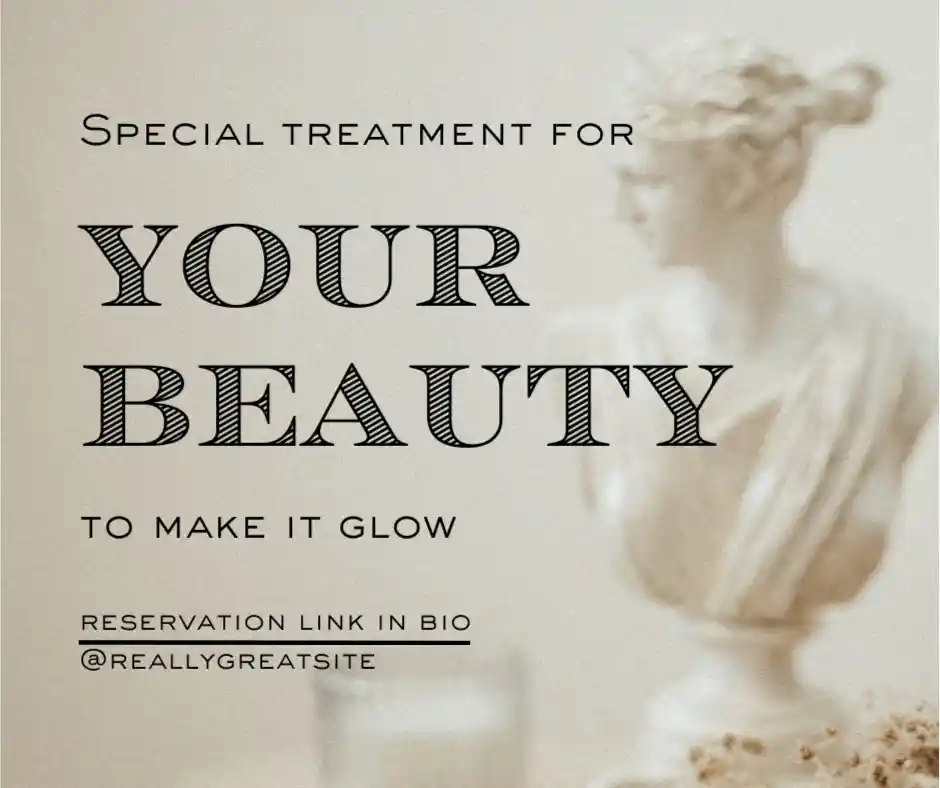 Special treatment for
YOUR
BEAUTY
to make it glow
reservation link in bio
@reallygreatsite